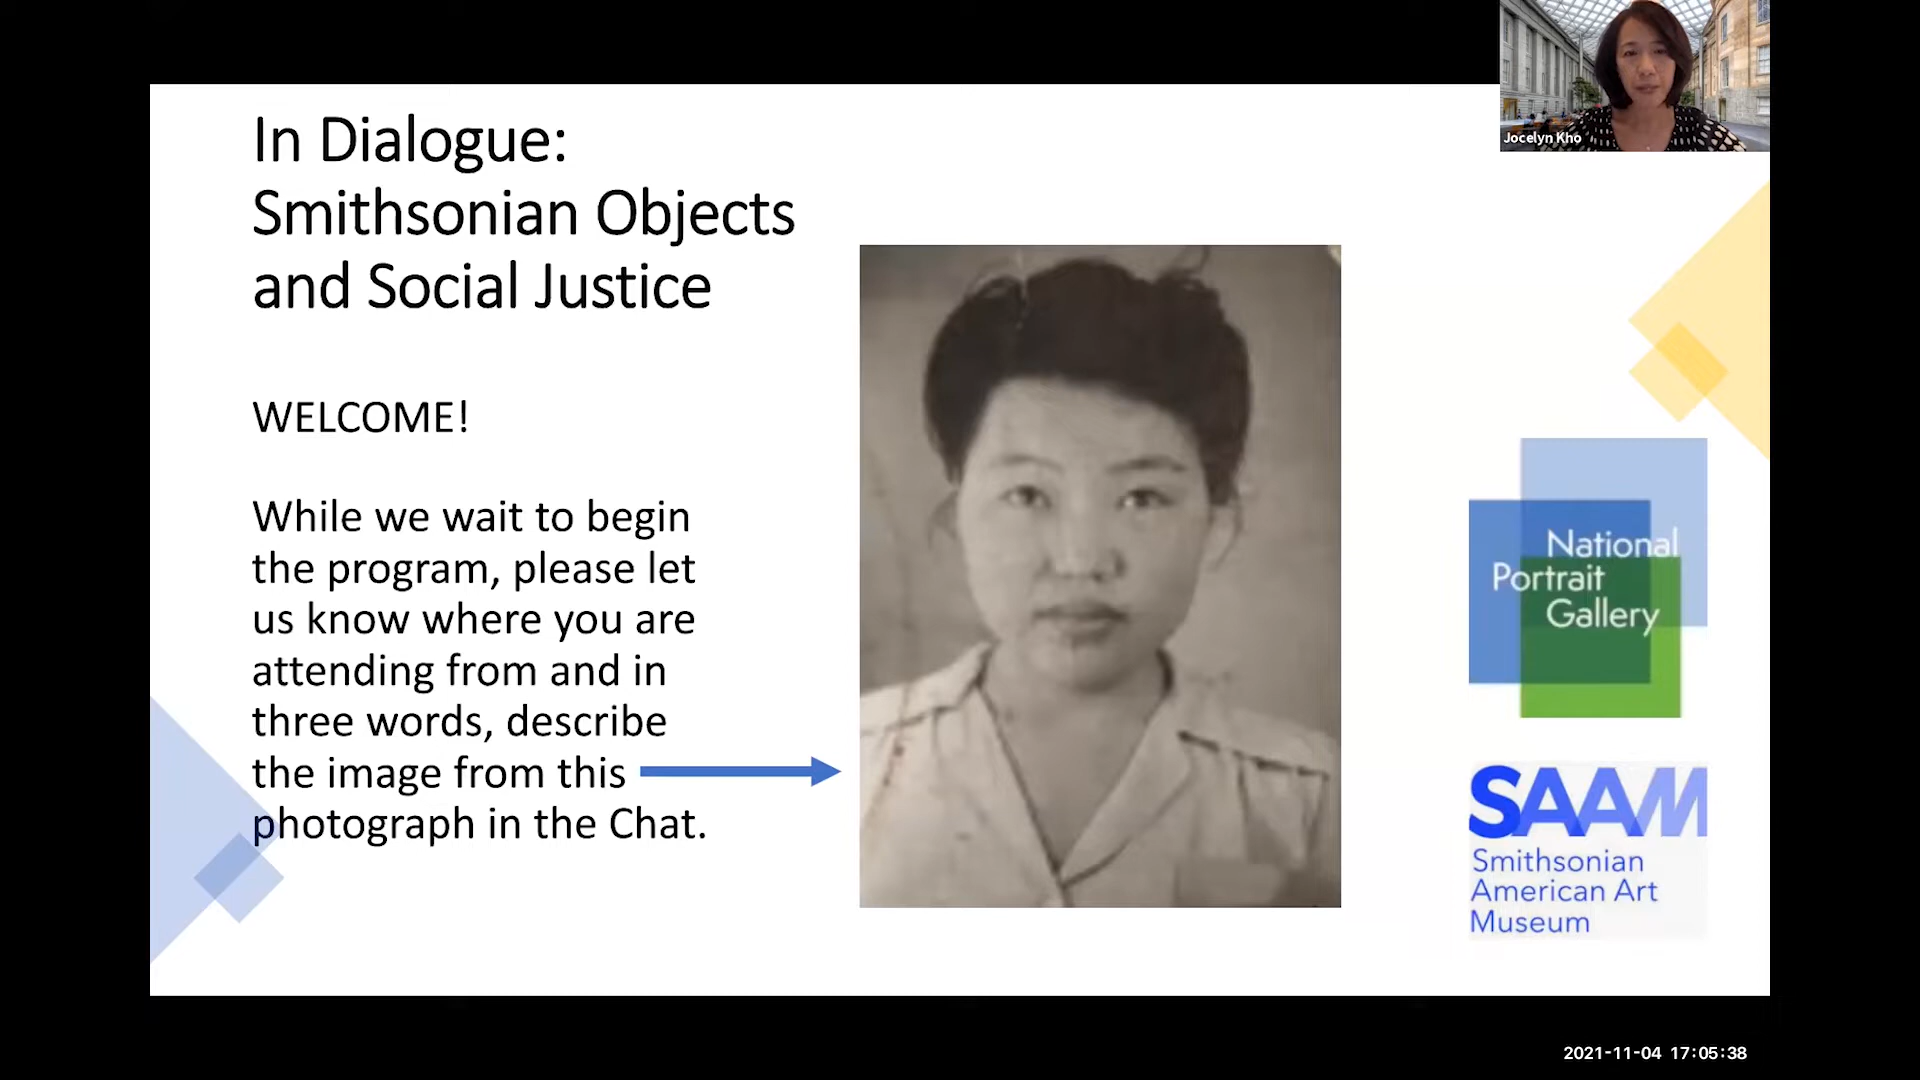 In Dialogue:
Smithsonian Objects
and Social Justice
WELCOME!
While we wait to begin
the program, please let
us know where you are
attending from and in
three words, describe
the image from this
photograph in the Chat.
Jocelyn Kho
National
Portrait
Gallery
SAAM
Smithsonian
American Art
Museum
2021-11-04 17:05:38